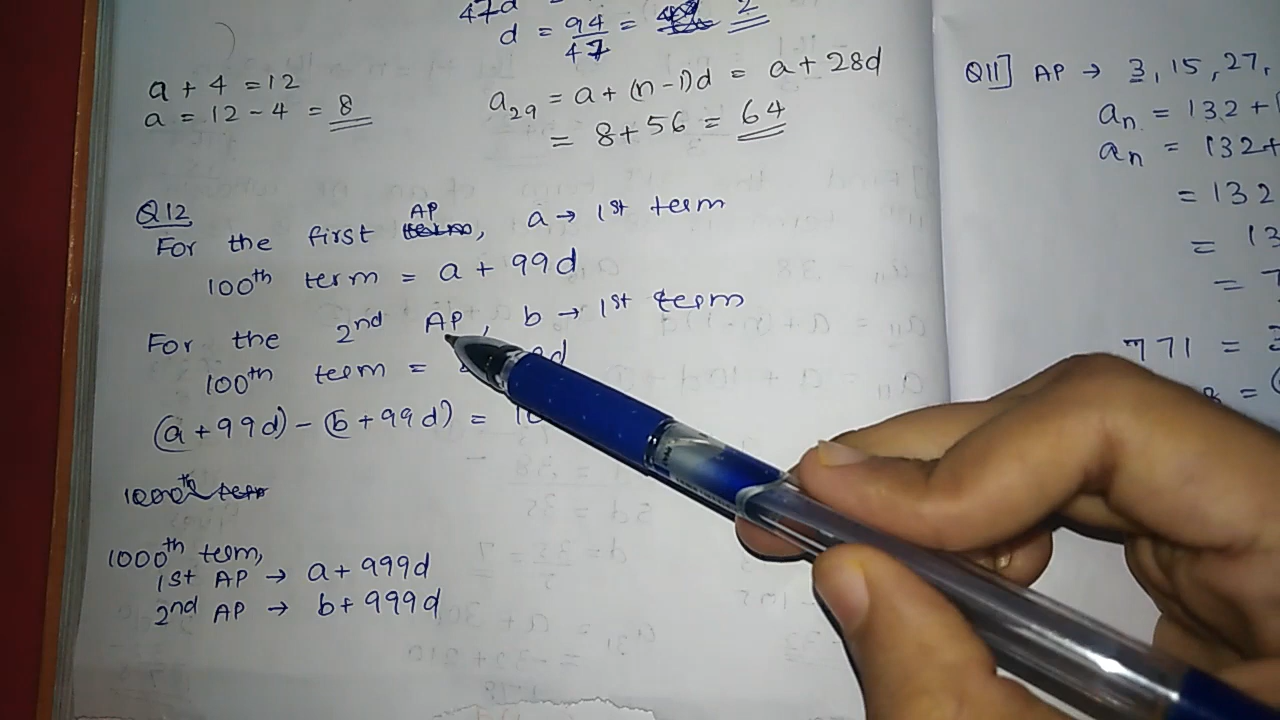 47d
d = 94/47 = 2
a + 4 = 12
a = 12 - 4 = 8
a29 = a + (n-1)d = a + 28d
= 8 + 56 = 64
Q12
For the first AP, a → 1st term
100th term = a + 99d
For the 2nd AP, b → 1st term
100th term =
(a + 99d) - (b + 99d) =
1000th term,
1st AP → a + 999d
2nd AP → b + 999d
Q11] AP → 3, 15, 27,
an = 132 +
an = 132 +
= 132
= 13
=
771 =